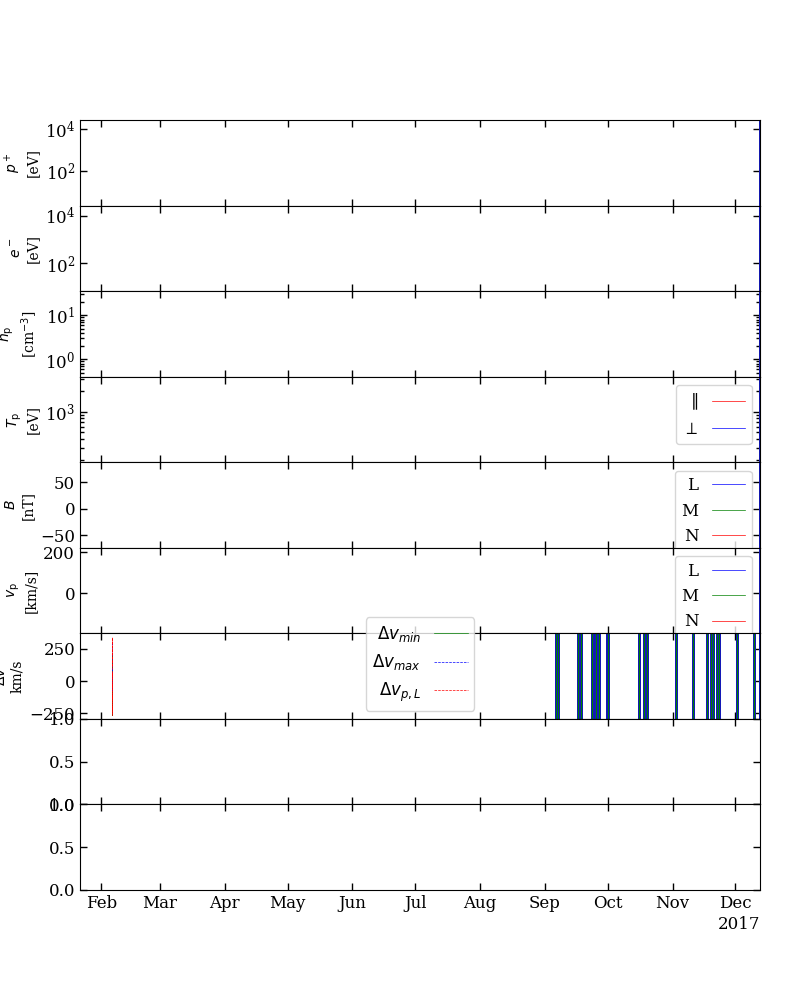 10^4
p^+
[eV]
10^2
10^4
e^−
[eV]
10^2
10^1
n_p
[cm^−3]
10^0
T_p
[eV]
10^3
∥
⊥
B
[nT]
50
0
−50
L
M
N
v_p
[km/s]
200
0
L
M
N
Δv
km/s
250
0
−250
Δv_min
Δv_max
Δv_p,L
1.0
0.5
0.0
1.0
0.5
0.0
Feb Mar Apr May Jun Jul Aug Sep Oct Nov Dec
2017